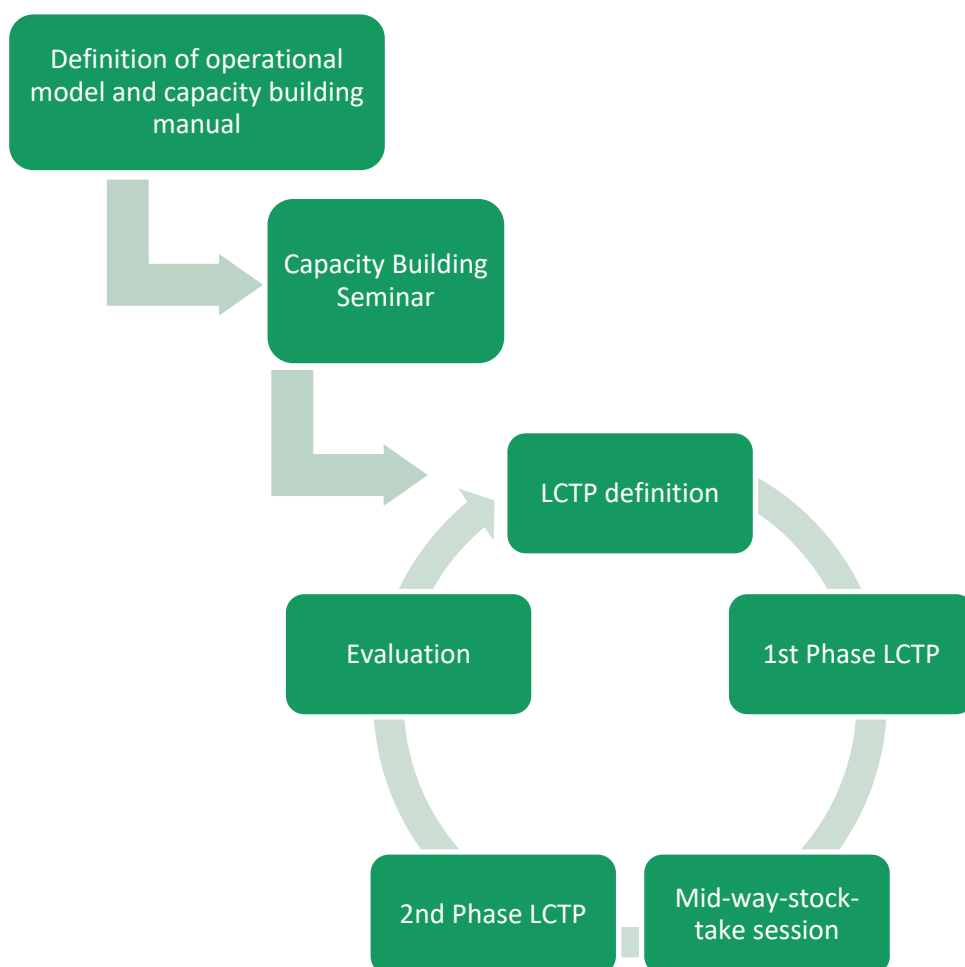 Definition of operational
model and capacity building
manual
Capacity Building
Seminar
LCTP definition
1st Phase LCTP
Mid-way-stock-
take session
2nd Phase LCTP
Evaluation